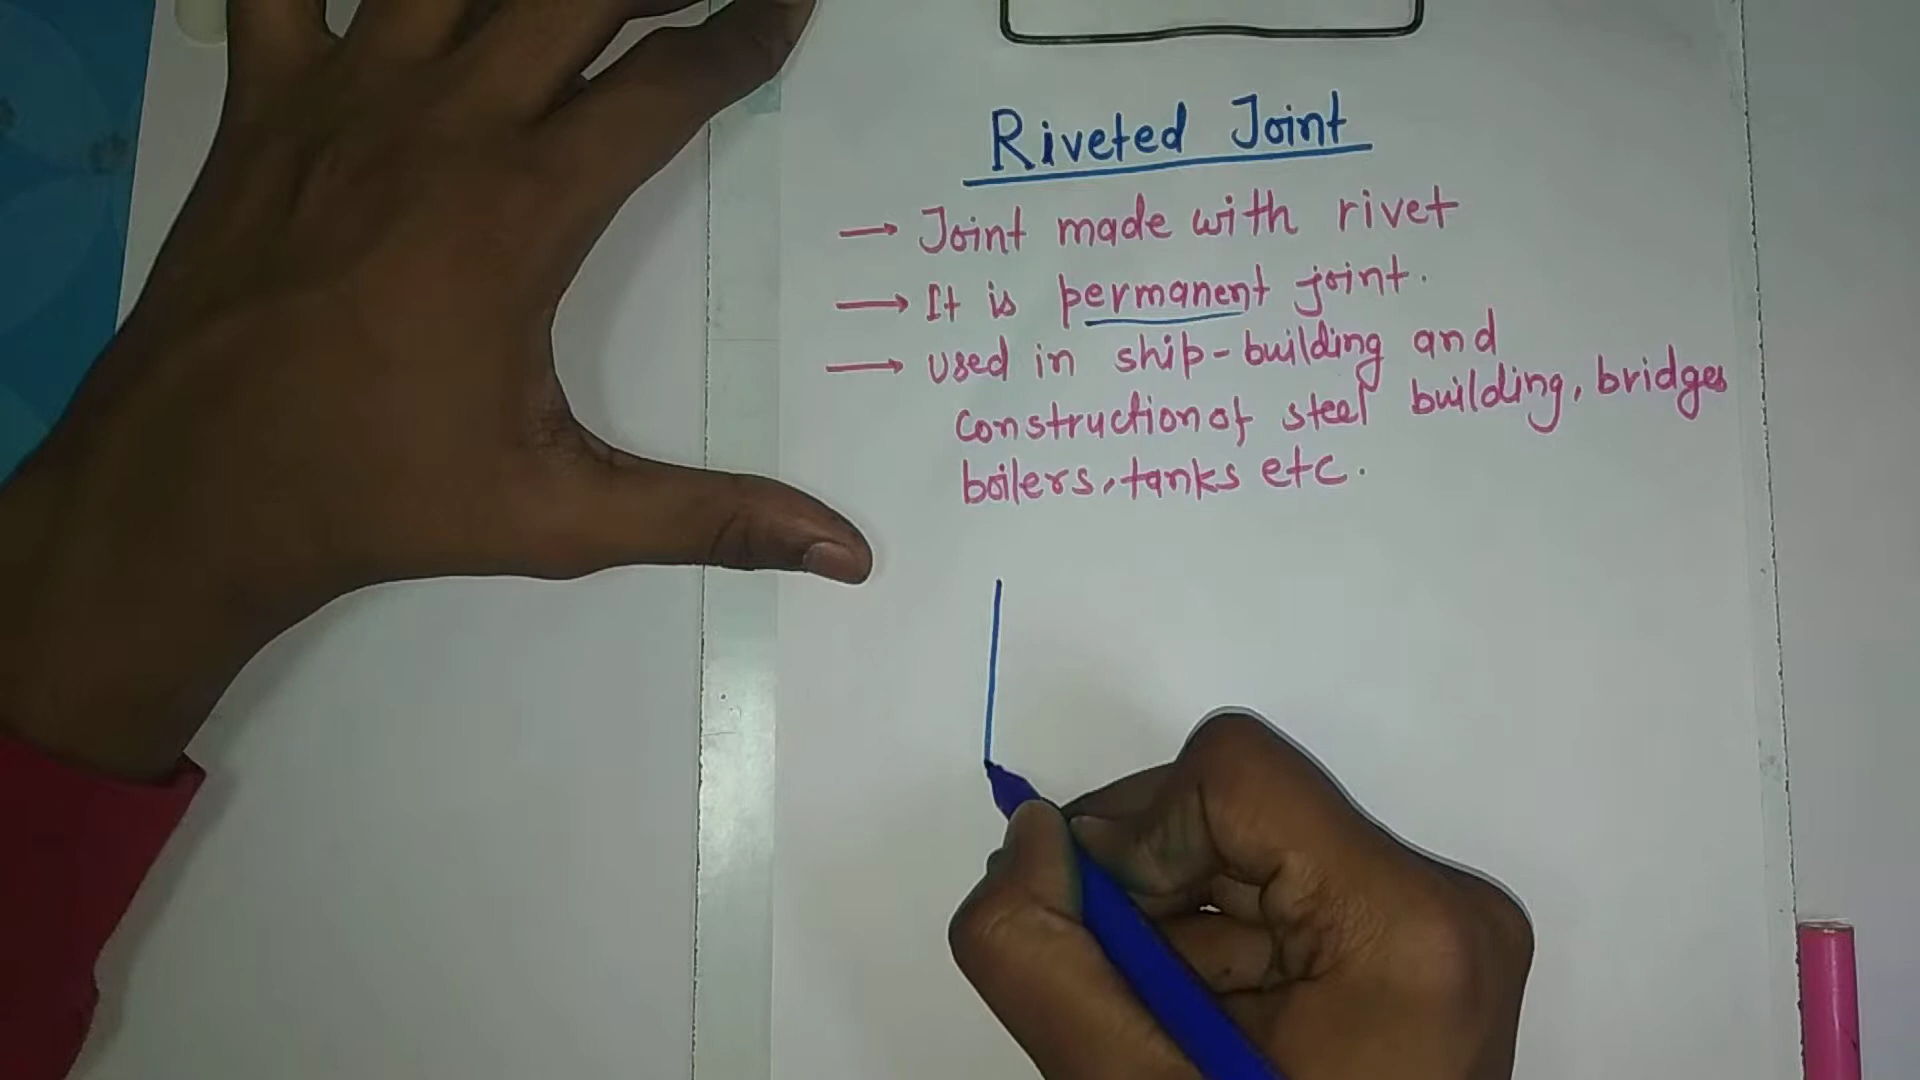 Riveted Joint
→ Joint made with rivet
→ It is permanent joint.
→ used in ship-building and
construction of steel building, bridges
boilers, tanks etc.